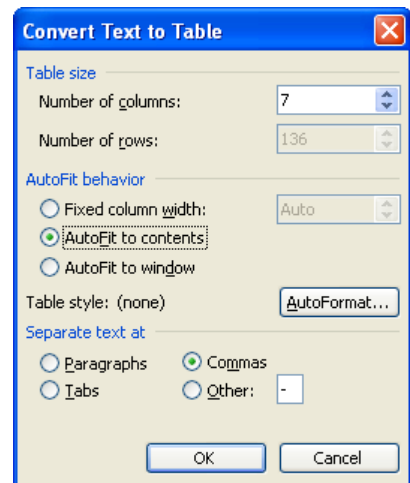 Convert Text to Table
Table size
Number of columns: 7
Number of rows: 136
AutoFit behavior
Fixed column width: Auto
AutoFit to contents
AutoFit to window
Table style: (none) AutoFormat...
Separate text at
Paragraphs Commas
Tabs Other: -
OK Cancel